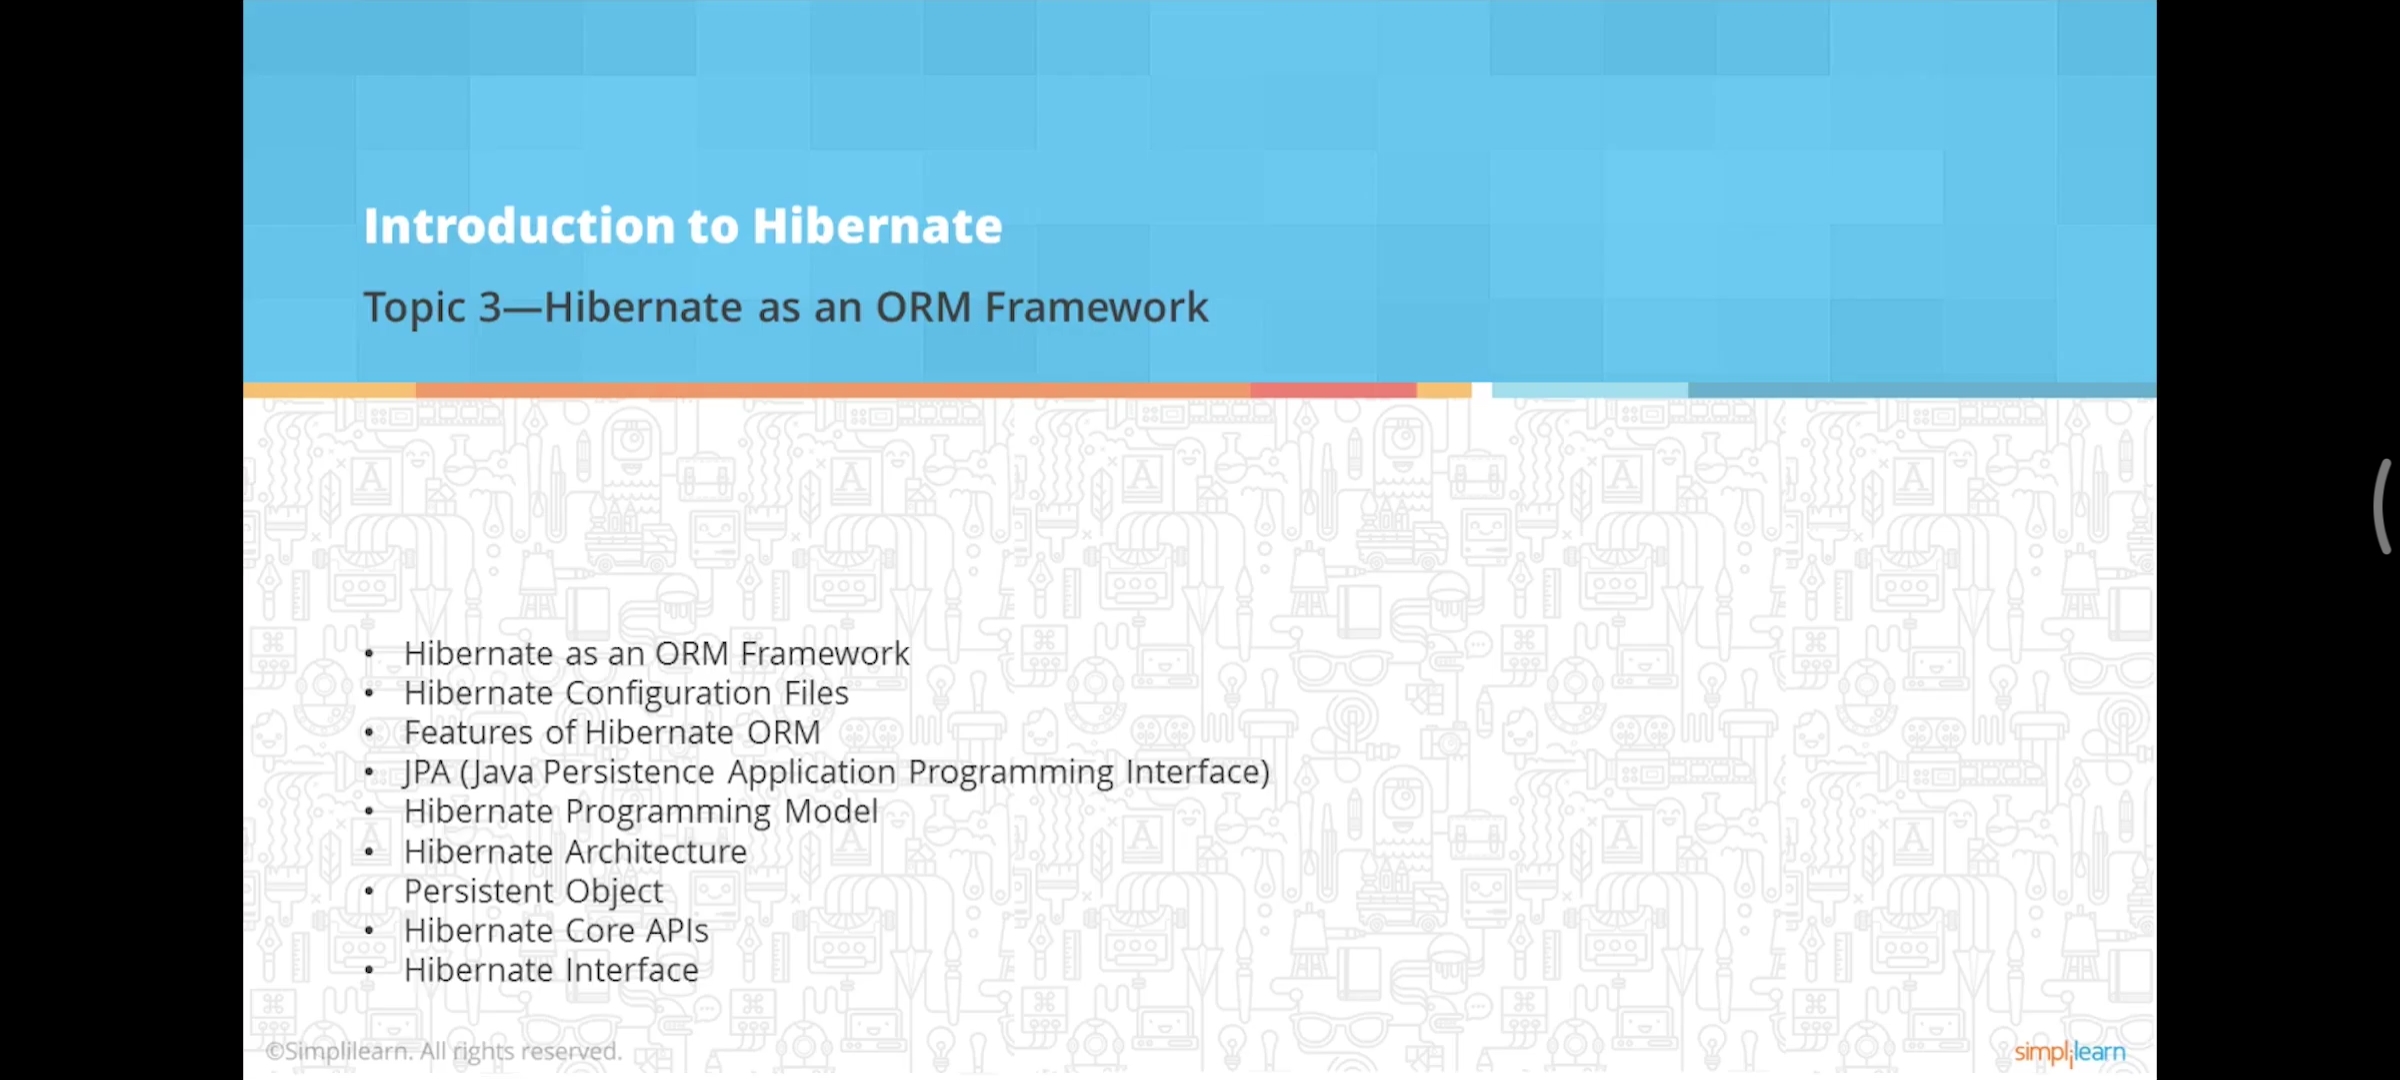 Introduction to Hibernate
Topic 3—Hibernate as an ORM Framework
• Hibernate as an ORM Framework
• Hibernate Configuration Files
• Features of Hibernate ORM
• JPA (Java Persistence Application Programming Interface)
• Hibernate Programming Model
• Hibernate Architecture
• Persistent Object
• Hibernate Core APIs
• Hibernate Interface
©Simplilearn. All rights reserved.
simplilearn